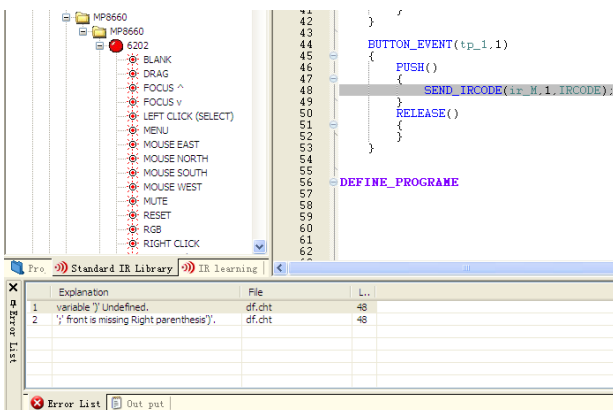 MP8660
MP8660
6202
BLANK
DRAG
FOCUS ^
FOCUS v
LEFT CLICK (SELECT)
MENU
MOUSE EAST
MOUSE NORTH
MOUSE SOUTH
MOUSE WEST
MUTE
RESET
RGB
RIGHT CLICK
Pro Standard IR Library IR learning
41 }
42 }
43
44 BUTTON_EVENT(tp_1,1)
45 {
46 PUSH()
47 {
48 SEND_IRCODE(ir_M,1,IRCODE);
49 }
50 RELEASE()
51 {
52 }
53 }
54
55
56 DEFINE_PROGRAME
57
58
59
60
61
62
Error List
Explanation File L..
1 variable ')' Undefined. df.cht 48
2 ';' front is missing Right parenthesis')'. df.cht 48
Error List Out put